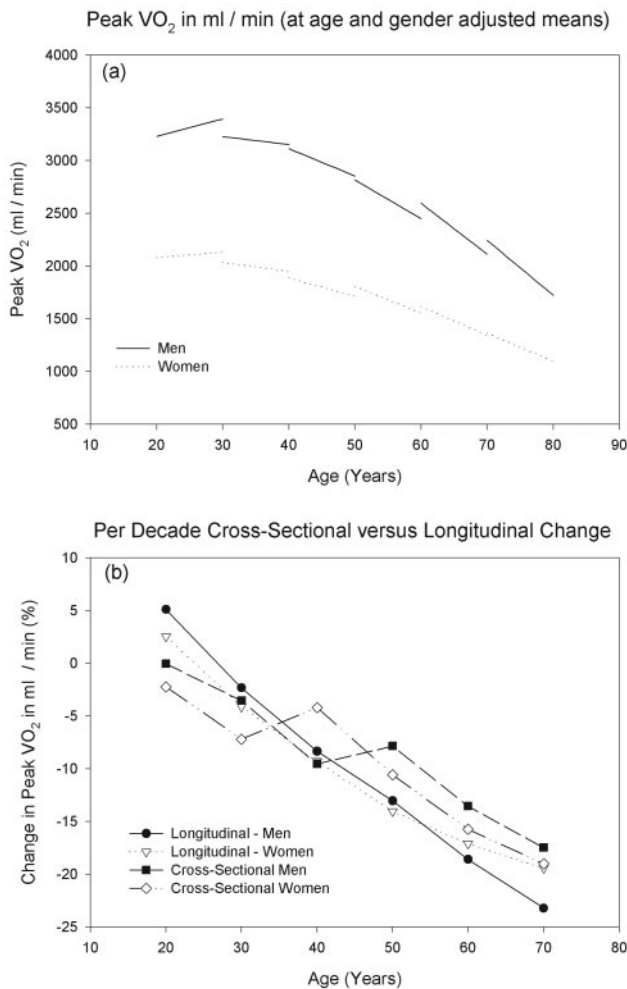 Peak VO₂ in ml / min (at age and gender adjusted means)
(a)
4000
3500
3000
2500
2000
1500
1000
500
Peak VO₂ (ml / min)
Men
Women
10 20 30 40 50 60 70 80 90
Age (Years)
Per Decade Cross-Sectional versus Longitudinal Change
(b)
10
5
0
-5
-10
-15
-20
-25
Change in Peak VO₂ in ml / min (%)
Longitudinal - Men
Longitudinal - Women
Cross-Sectional Men
Cross-Sectional Women
10 20 30 40 50 60 70 80
Age (Years)